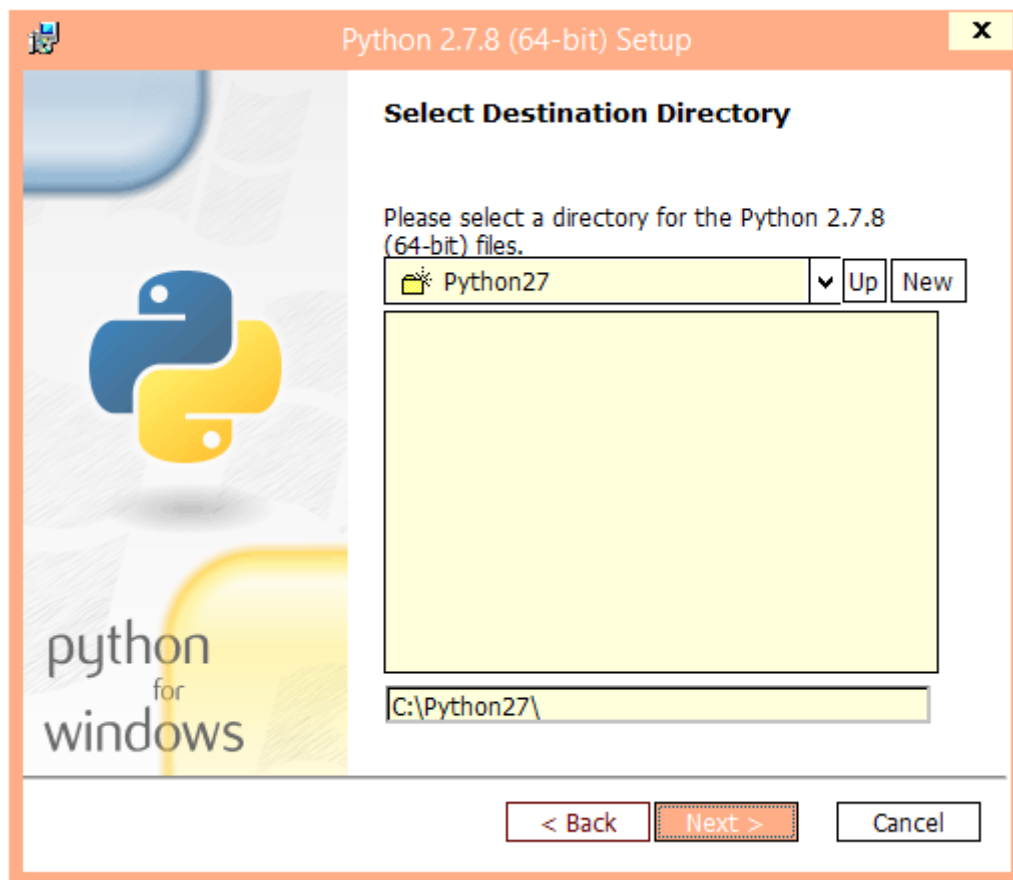 Python 2.7.8 (64-bit) Setup
x
Select Destination Directory
Please select a directory for the Python 2.7.8
(64-bit) files.
Python27
Up
New
C:\Python27\
python
for
windows
< Back
Next >
Cancel